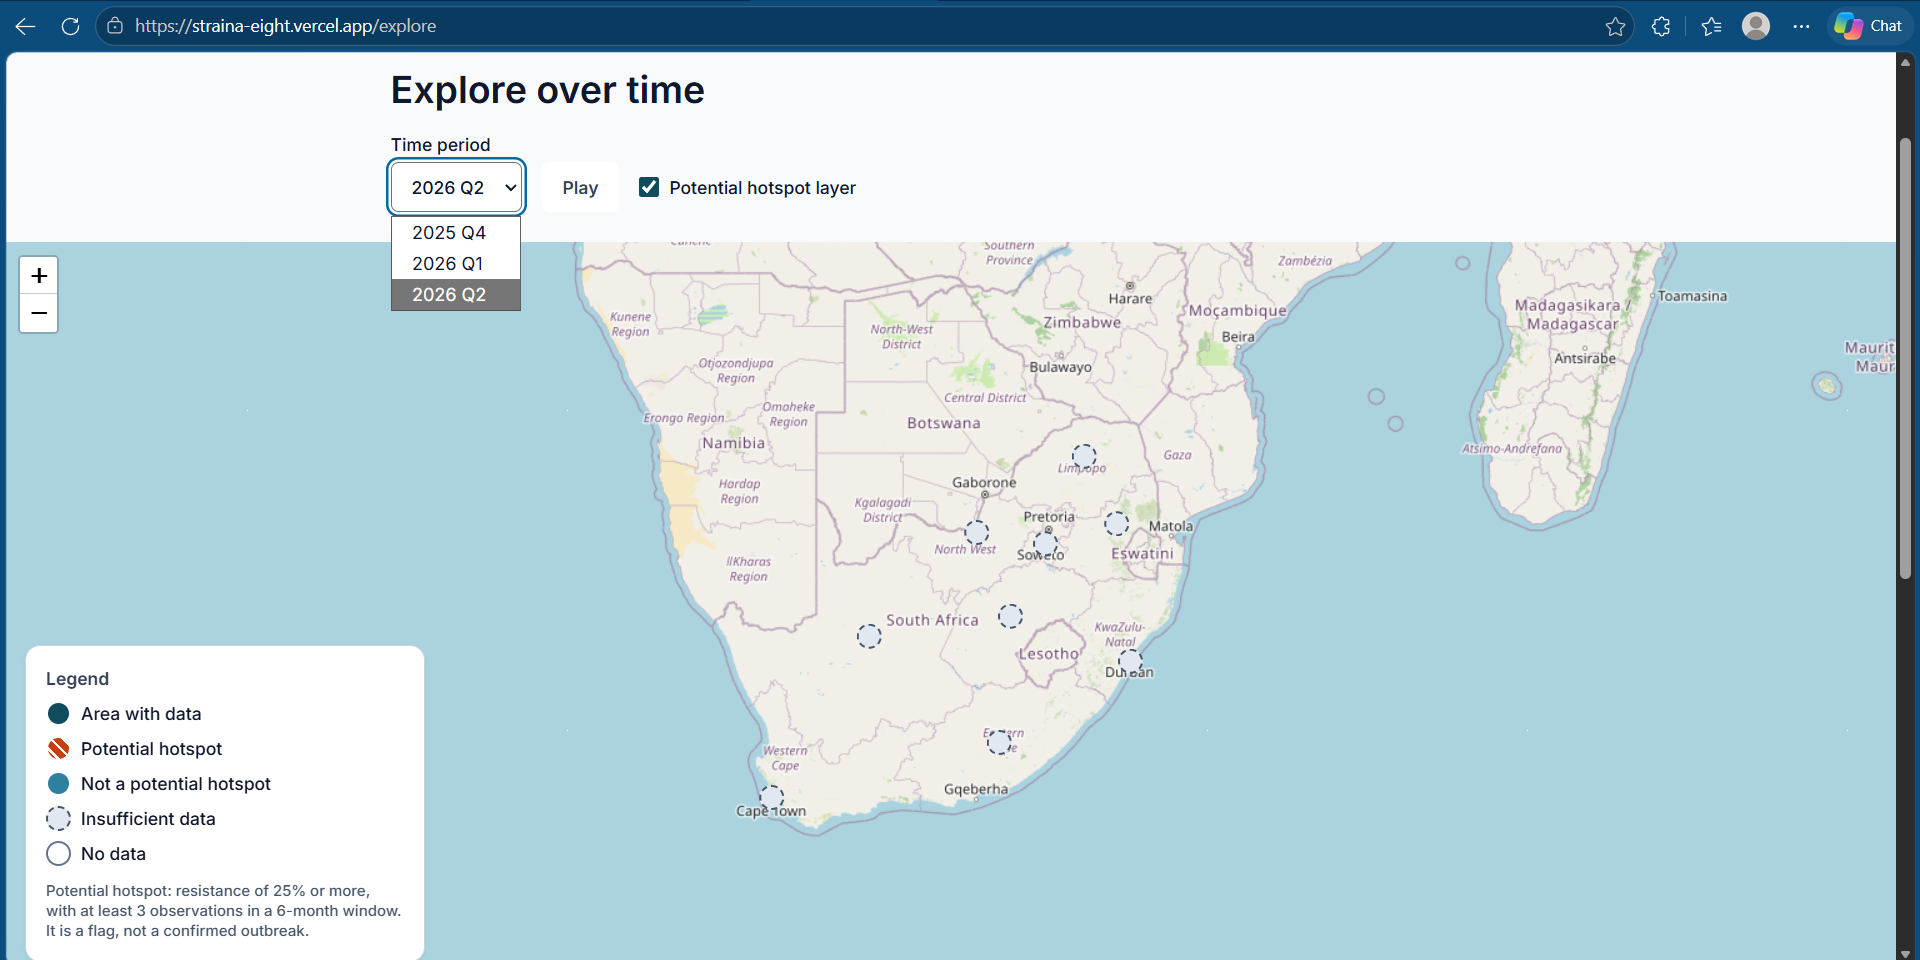 https://straina-eight.vercel.app/explore
Chat
Explore over time
Time period
2026 Q2
Play
Potential hotspot layer
2025 Q4
2026 Q1
2026 Q2
+
−
Southern
Province
Zambézia
Harare
Zimbabwe
Moçambique
Beira
Bulawayo
Madagasikara /
Madagascar
Toamasina
Antsirabe
Atsimo-Andrefana
Kunene
Region
North-West
District
Otjozondjupa
Region
Omaheke
Region
Erongo Region
Namibia
Central District
Botswana
Hardap
Region
Kgalagadi
District
Gaborone
Limpopo
Gaza
Pretoria
Matola
North West
Soweto
Eswatini
IIKharas
Region
South Africa
KwaZulu-
Natal
Lesotho
Durban
Western
Cape
Cape Town
Gqeberha
Legend
Area with data
Potential hotspot
Not a potential hotspot
Insufficient data
No data
Potential hotspot: resistance of 25% or more,
with at least 3 observations in a 6-month window.
It is a flag, not a confirmed outbreak.